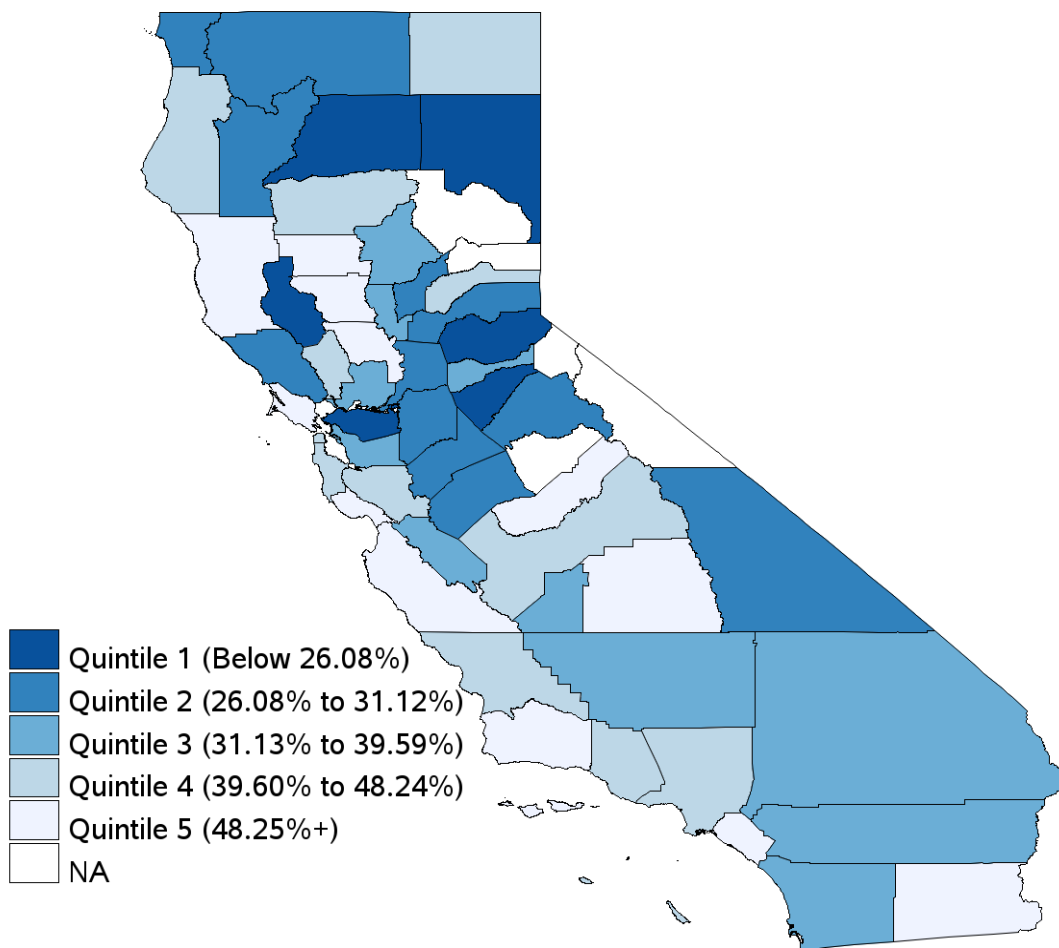 Quintile 1 (Below 26.08%)
Quintile 2 (26.08% to 31.12%)
Quintile 3 (31.13% to 39.59%)
Quintile 4 (39.60% to 48.24%)
Quintile 5 (48.25%+)
NA